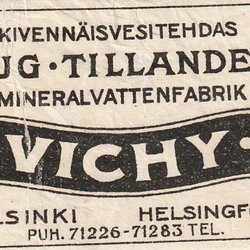 KIVENNÄISVESITEHDAS
UG · TILLANDE
MINERALVATTENFABRIK
VICHY ·
LSINKI HELSINGF
PUH. 71226-71283 TEL.